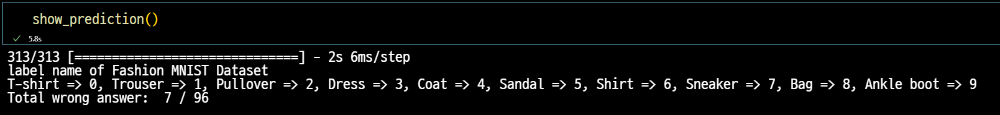 show_prediction()
5.8s
313/313 [==============================] - 2s 6ms/step
label name of Fashion MNIST Dataset
T-shirt => 0, Trouser => 1, Pullover => 2, Dress => 3, Coat => 4, Sandal => 5, Shirt => 6, Sneaker => 7, Bag => 8, Ankle boot => 9
Total wrong answer:  7 / 96